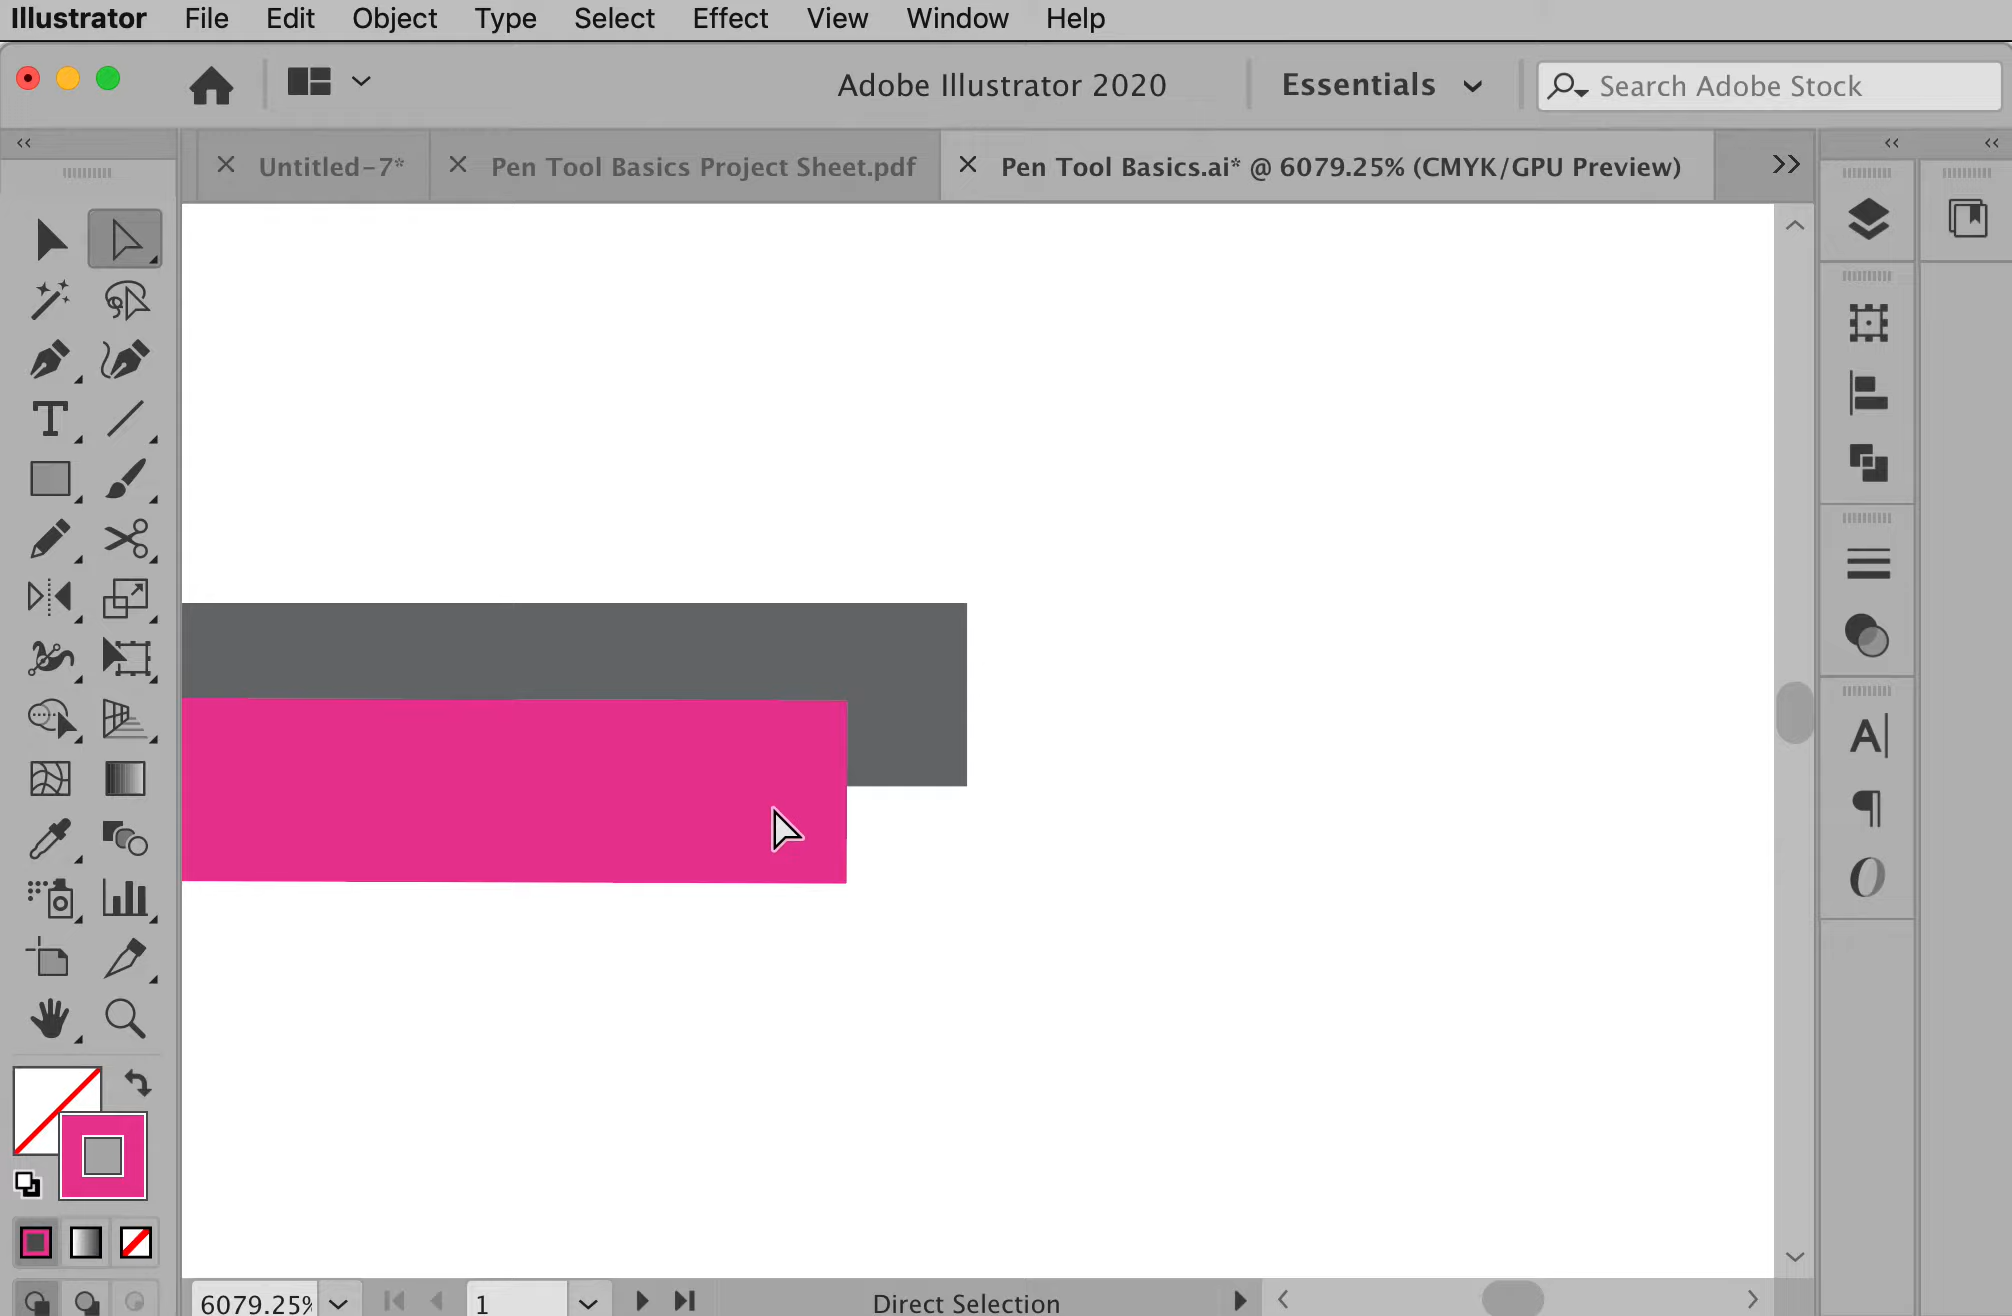 Illustrator File Edit Object Type Select Effect View Window Help
Adobe Illustrator 2020 Essentials Search Adobe Stock
Untitled-7* Pen Tool Basics Project Sheet.pdf Pen Tool Basics.ai* @ 6079.25% (CMYK/GPU Preview)
6079.25% 1 Direct Selection